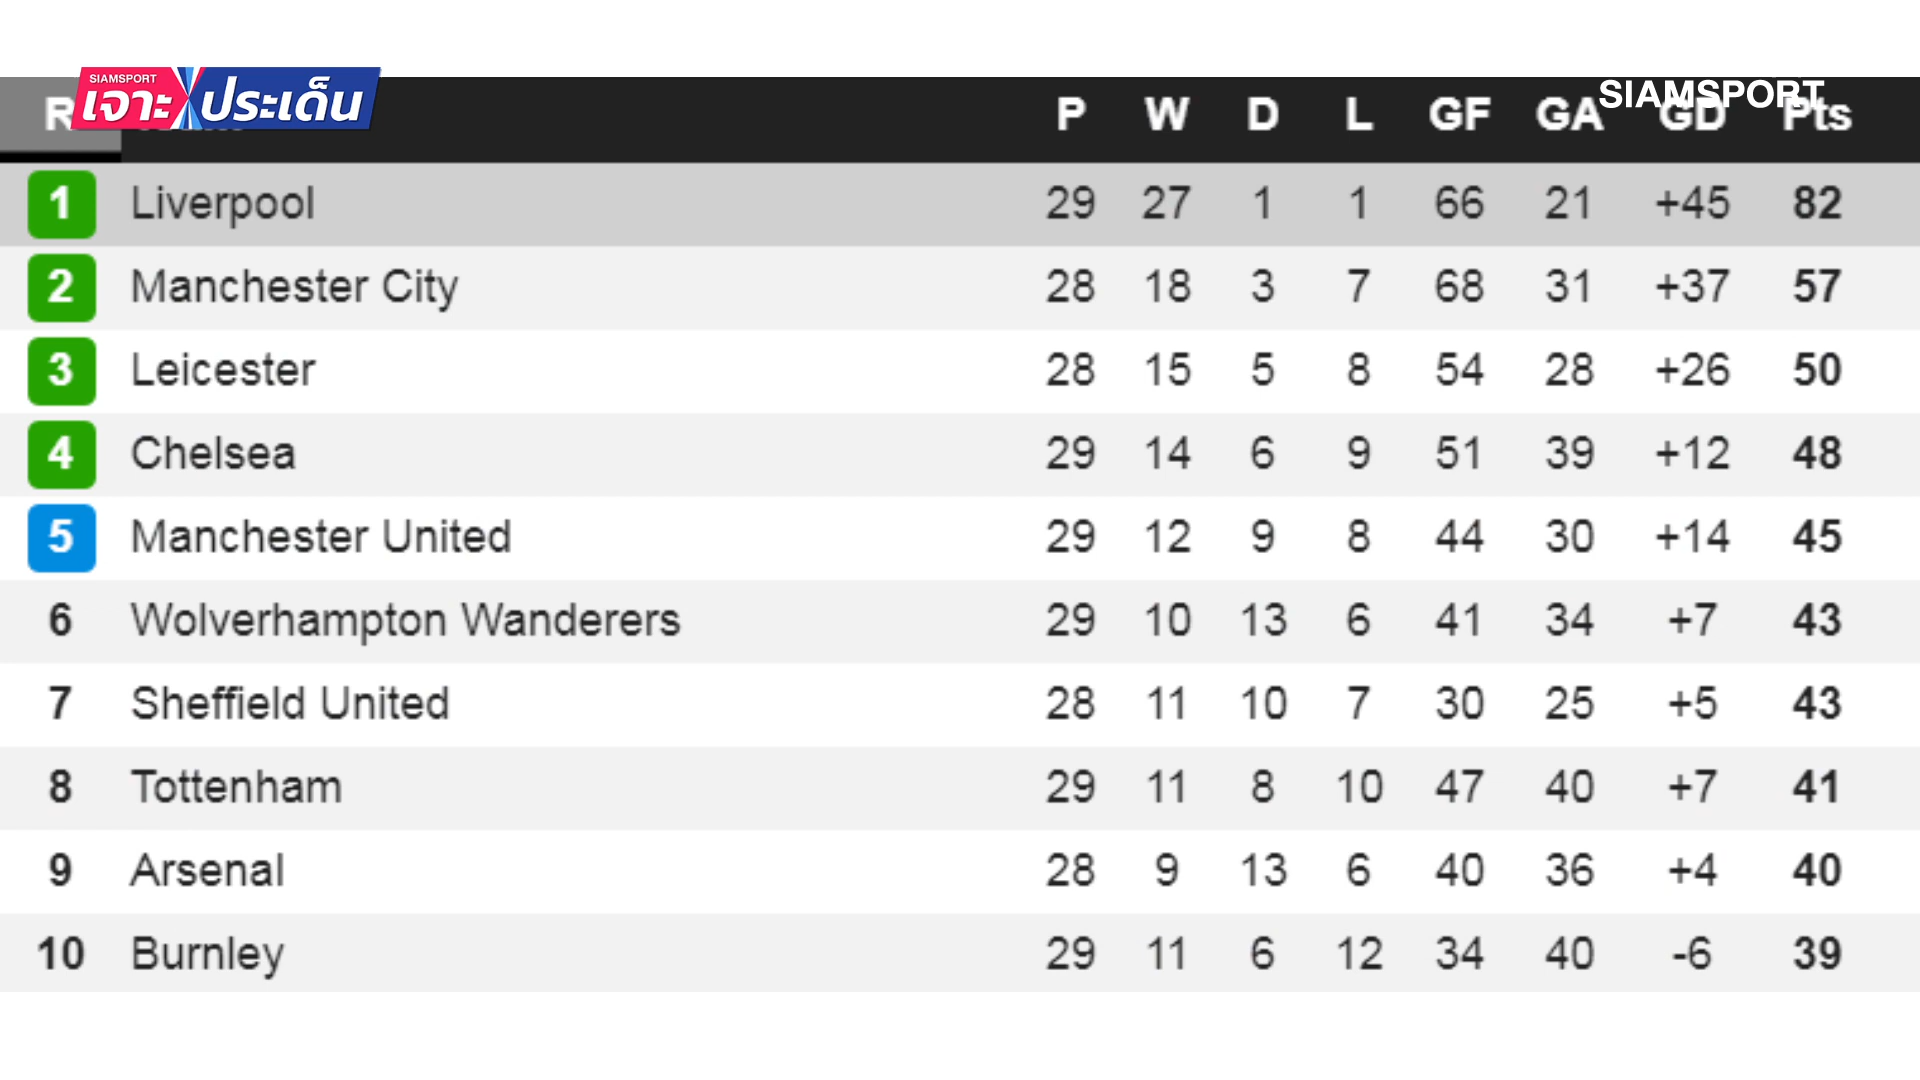 SIAMSPORT
เจาะประเด็น
SIAMSPORT
R P W D L GF GA GD Pts
1 Liverpool 29 27 1 1 66 21 +45 82
2 Manchester City 28 18 3 7 68 31 +37 57
3 Leicester 28 15 5 8 54 28 +26 50
4 Chelsea 29 14 6 9 51 39 +12 48
5 Manchester United 29 12 9 8 44 30 +14 45
6 Wolverhampton Wanderers 29 10 13 6 41 34 +7 43
7 Sheffield United 28 11 10 7 30 25 +5 43
8 Tottenham 29 11 8 10 47 40 +7 41
9 Arsenal 28 9 13 6 40 36 +4 40
10 Burnley 29 11 6 12 34 40 -6 39